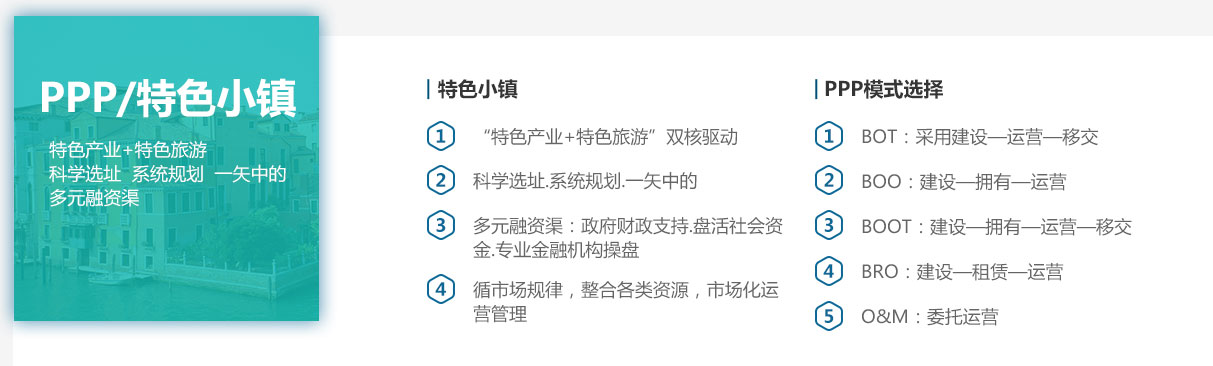 PPP/特色小镇
特色产业+特色旅游
科学选址 系统规划 一矢中的
多元融资渠
特色小镇
1 “特色产业+特色旅游”双核驱动
2 科学选址.系统规划.一矢中的
3 多元融资渠：政府财政支持.盘活社会资
金.专业金融机构操盘
4 循市场规律，整合各类资源，市场化运
营管理
PPP模式选择
1 BOT：采用建设—运营—移交
2 BOO：建设—拥有—运营
3 BOOT：建设—拥有—运营—移交
4 BRO：建设—租赁—运营
5 O&M：委托运营